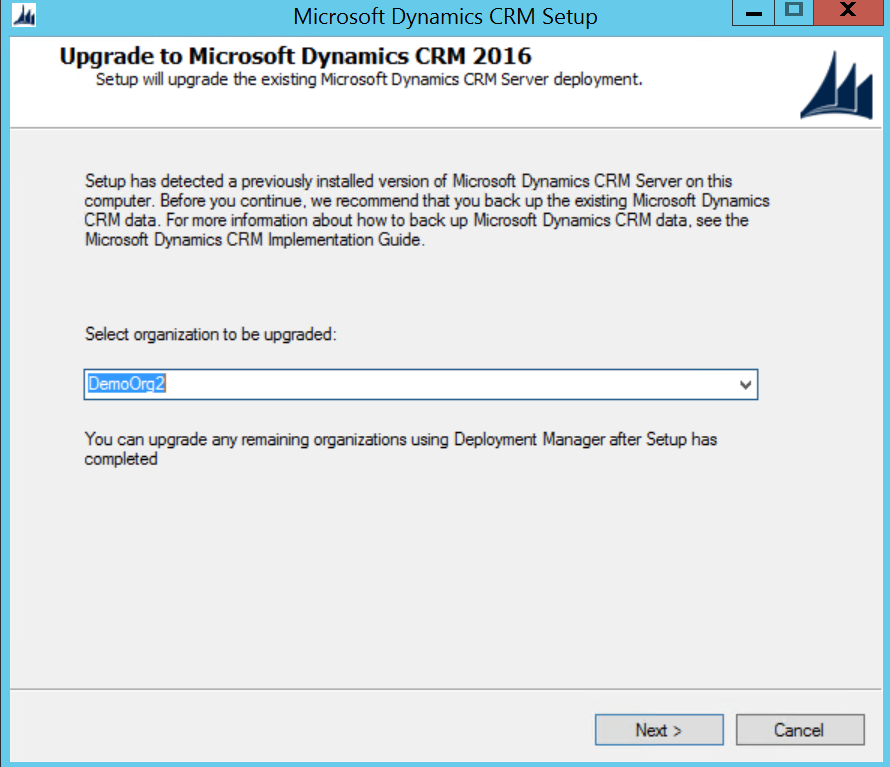 Microsoft Dynamics CRM Setup
Upgrade to Microsoft Dynamics CRM 2016
Setup will upgrade the existing Microsoft Dynamics CRM Server deployment.
Setup has detected a previously installed version of Microsoft Dynamics CRM Server on this
computer. Before you continue, we recommend that you back up the existing Microsoft Dynamics
CRM data. For more information about how to back up Microsoft Dynamics CRM data, see the
Microsoft Dynamics CRM Implementation Guide.
Select organization to be upgraded:
DemoOrg2
You can upgrade any remaining organizations using Deployment Manager after Setup has
completed
Next >
Cancel